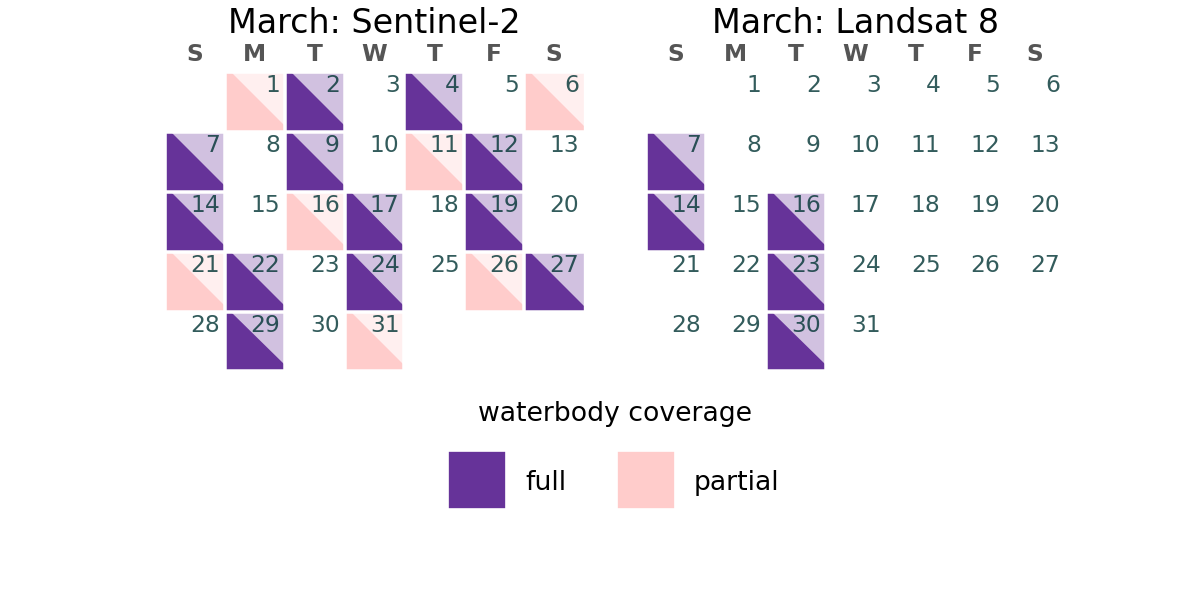 March: Sentinel-2
S M T W T F S
1 2 3 4 5 6
7 8 9 10 11 12 13
14 15 16 17 18 19 20
21 22 23 24 25 26 27
28 29 30 31
March: Landsat 8
S M T W T F S
1 2 3 4 5 6
7 8 9 10 11 12 13
14 15 16 17 18 19 20
21 22 23 24 25 26 27
28 29 30 31
waterbody coverage
full
partial